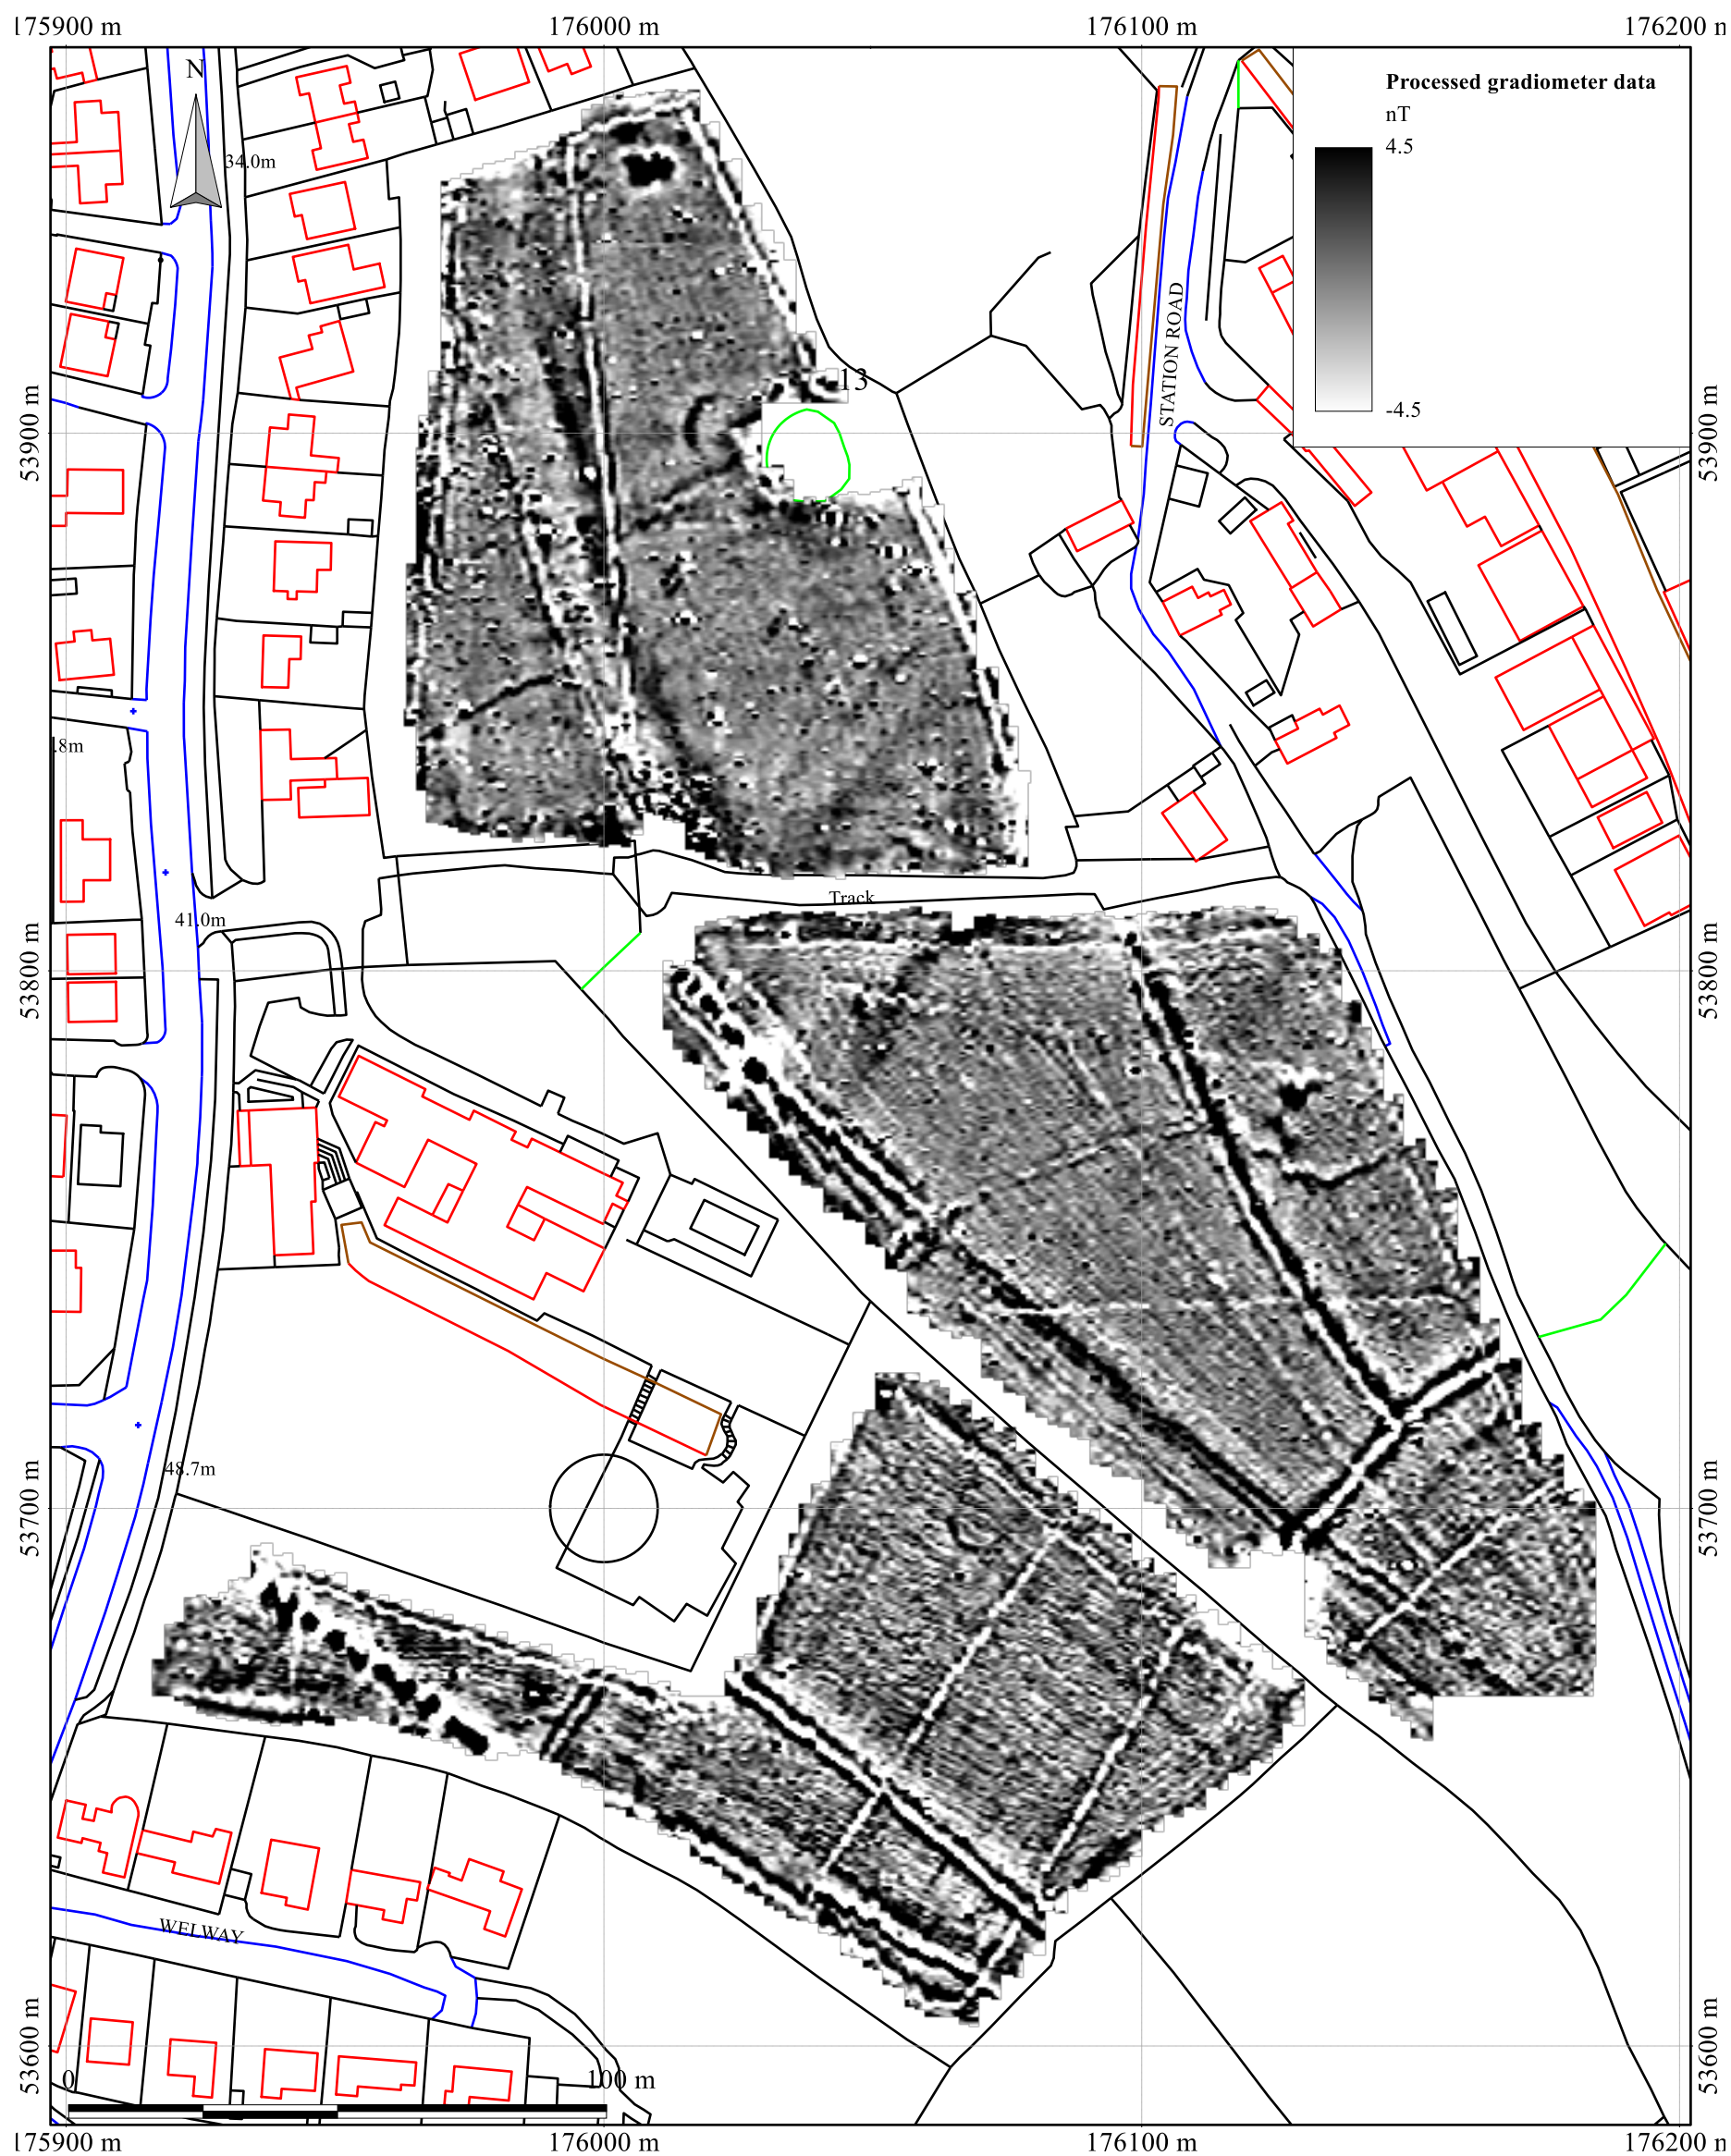 175900 m
176000 m
176100 m
176200 m
N
Processed gradiometer data
nT
4.5
-4.5
34.0m
STATION ROAD
13
53900 m
53900 m
.8m
Track
41.0m
53800 m
53800 m
48.7m
53700 m
53700 m
WELWAY
53600 m
53600 m
0
100 m
175900 m
176000 m
176100 m
176200 m